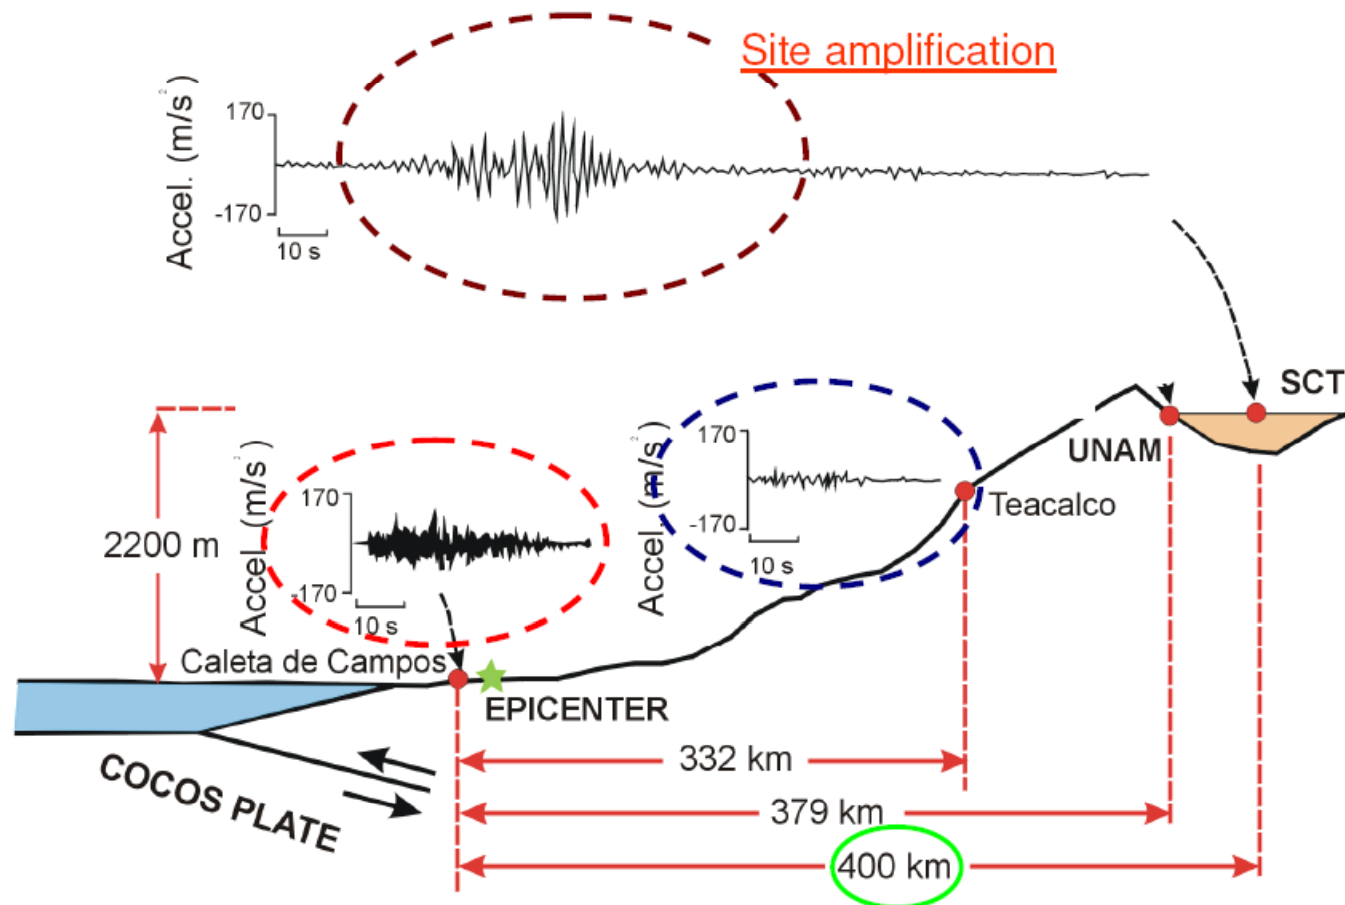 Site amplification
Accel. (m/s²)
170
-170
10 s
SCT
UNAM
Accel. (m/s²)
170
-170
10 s
Teacalco
2200 m
Accel. (m/s²)
170
-170
10 s
Caleta de Campos
EPICENTER
COCOS PLATE
332 km
379 km
400 km